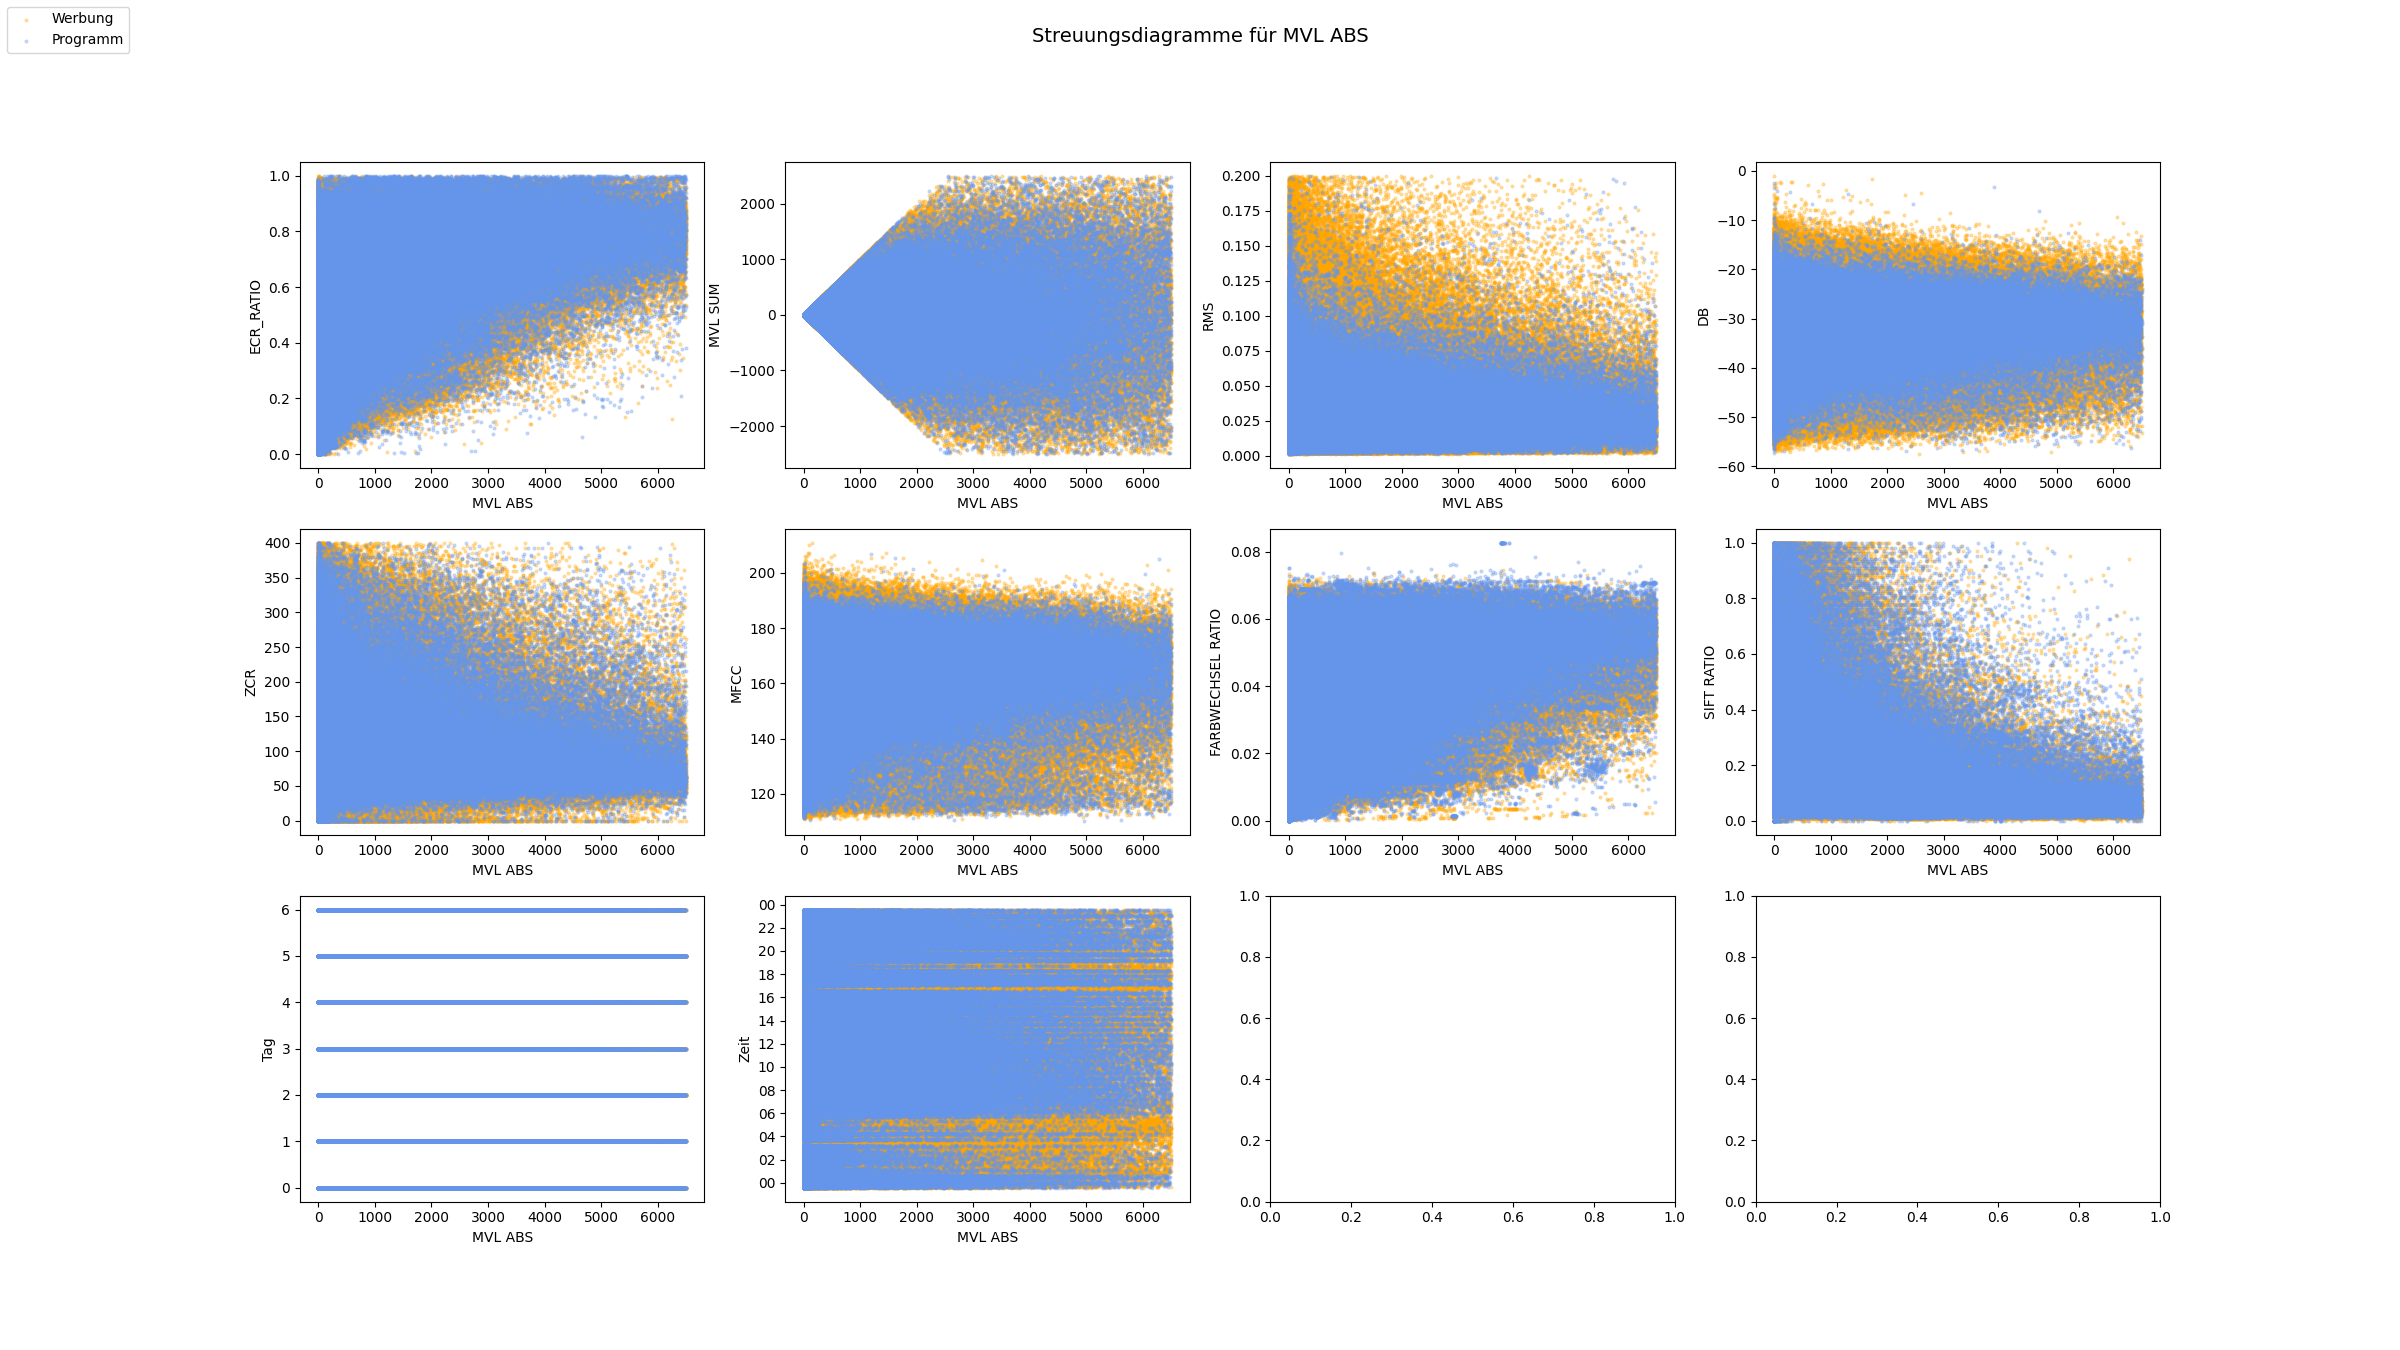 Werbung
Programm
Streuungsdiagramme für MVL ABS
ECR_RATIO
1.0
0.8
0.6
0.4
0.2
0.0
0 1000 2000 3000 4000 5000 6000
MVL ABS
MVL SUM
2000
1000
0
−1000
−2000
0 1000 2000 3000 4000 5000 6000
MVL ABS
RMS
0.200
0.175
0.150
0.125
0.100
0.075
0.050
0.025
0.000
0 1000 2000 3000 4000 5000 6000
MVL ABS
DB
0
−10
−20
−30
−40
−50
−60
0 1000 2000 3000 4000 5000 6000
MVL ABS
ZCR
400
350
300
250
200
150
100
50
0
0 1000 2000 3000 4000 5000 6000
MVL ABS
MFCC
200
180
160
140
120
0 1000 2000 3000 4000 5000 6000
MVL ABS
FARBWECHSEL RATIO
0.08
0.06
0.04
0.02
0.00
0 1000 2000 3000 4000 5000 6000
MVL ABS
SIFT RATIO
1.0
0.8
0.6
0.4
0.2
0.0
0 1000 2000 3000 4000 5000 6000
MVL ABS
Tag
6
5
4
3
2
1
0
0 1000 2000 3000 4000 5000 6000
MVL ABS
Zeit
00
22
20
18
16
14
12
10
08
06
04
02
00
0 1000 2000 3000 4000 5000 6000
MVL ABS
1.0
0.8
0.6
0.4
0.2
0.0
0.0 0.2 0.4 0.6 0.8 1.0
1.0
0.8
0.6
0.4
0.2
0.0
0.0 0.2 0.4 0.6 0.8 1.0